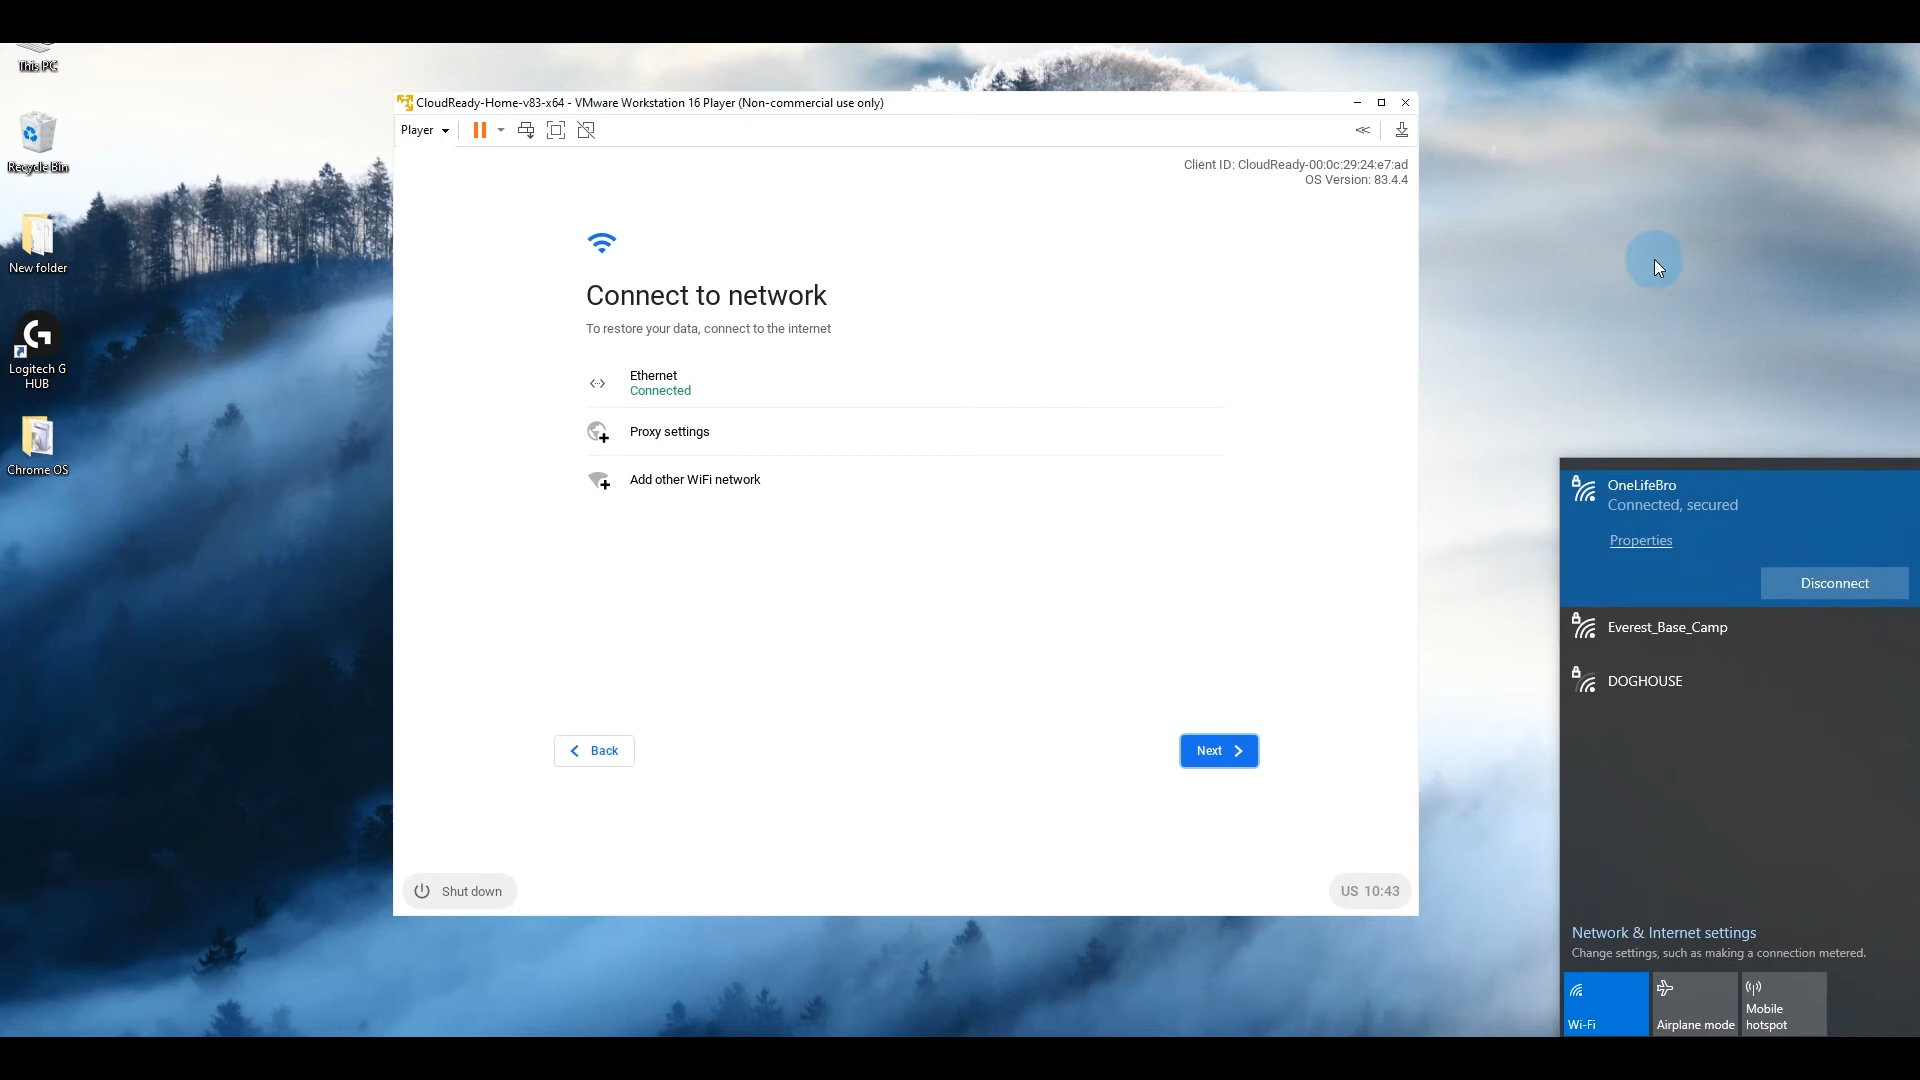 This PC
Recycle Bin
New folder
Logitech G
HUB
Chrome OS
CloudReady-Home-v83-x64 - VMware Workstation 16 Player (Non-commercial use only)
Player
Client ID: CloudReady-00:0c:29:24:e7:ad
OS Version: 83.4.4
Connect to network
To restore your data, connect to the internet
Ethernet
Connected
Proxy settings
Add other WiFi network
Back
Next
Shut down
US 10:43
OneLifeBro
Connected, secured
Properties
Disconnect
Everest_Base_Camp
DOGHOUSE
Network & Internet settings
Change settings, such as making a connection metered.
Wi-Fi
Airplane mode
Mobile
hotspot